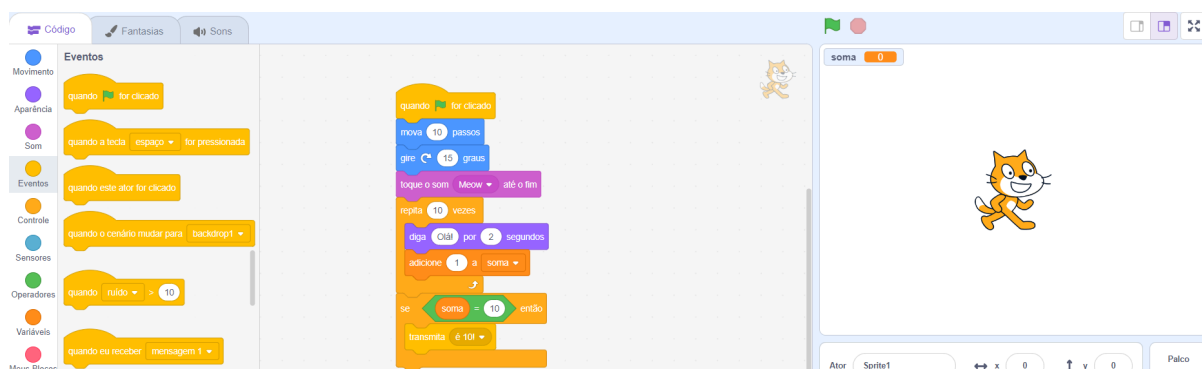 Código
Fantasias
Sons
Movimento
Aparência
Som
Eventos
Controle
Sensores
Operadores
Variáveis
Meus Blocos
Eventos
quando for clicado
quando a tecla espaço for pressionada
quando este ator for clicado
quando o cenário mudar para backdrop1
quando ruído > 10
quando eu receber mensagem 1
quando for clicado
mova 10 passos
gire 15 graus
toque o som Meow até o fim
repita 10 vezes
diga Olá! por 2 segundos
adicione 1 a soma
se soma = 10 então
transmita é 10!
soma 0
Ator Sprite1 x 0 y 0
Palco